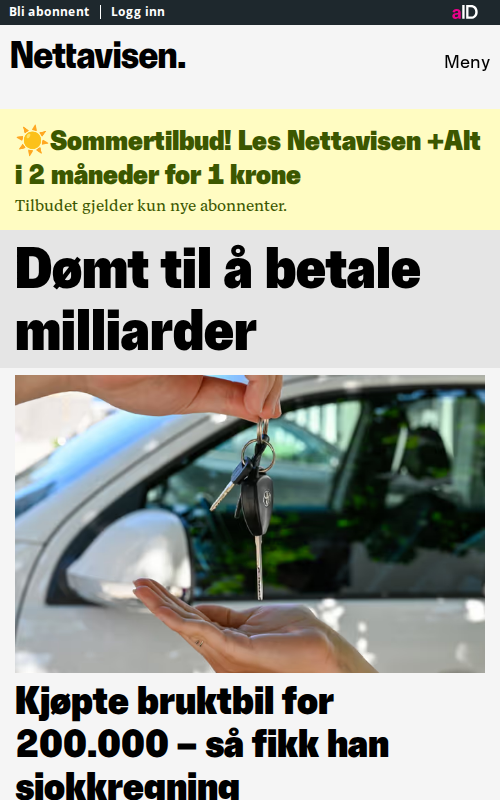 Bli abonnent | Logg inn
aID
Nettavisen.
Meny
☀️Sommertilbud! Les Nettavisen +Alt
i 2 måneder for 1 krone
Tilbudet gjelder kun nye abonnenter.
Dømt til å betale
milliarder
Kjøpte bruktbil for
200.000 – så fikk han
sjokkregning